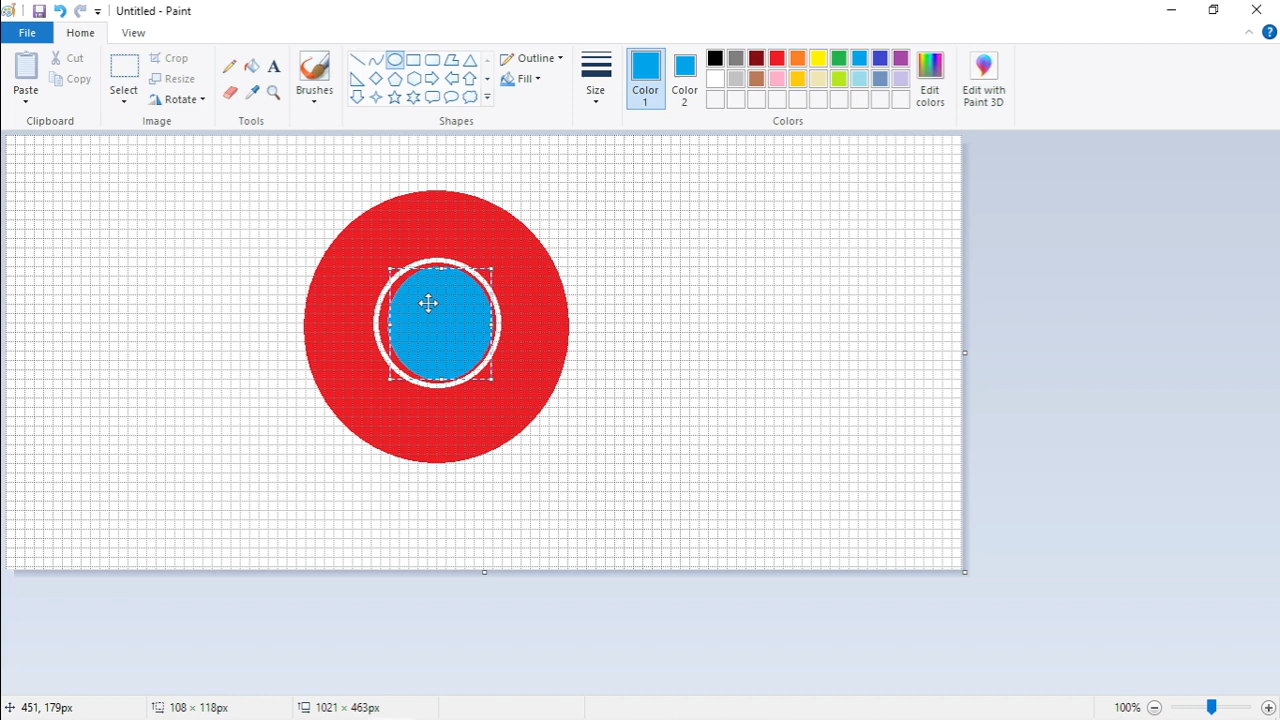 Untitled - Paint
File
Home
View
Paste
Cut
Copy
Clipboard
Select
Crop
Resize
Rotate
Image
A
Tools
Brushes
Outline
Fill
Shapes
Size
Color
1
Color
2
Edit
colors
Colors
Edit with
Paint 3D
?
451, 179px
108 × 118px
1021 × 463px
100%